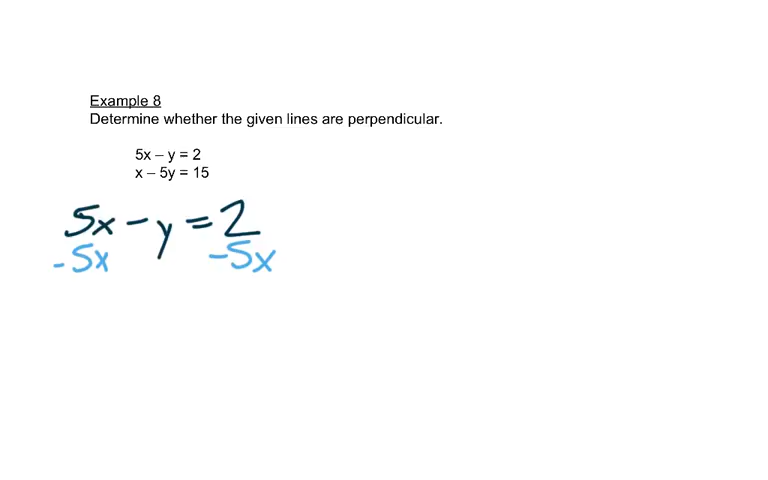 Example 8
Determine whether the given lines are perpendicular.
5x – y = 2
x – 5y = 15
5x - y = 2
-5x -5x